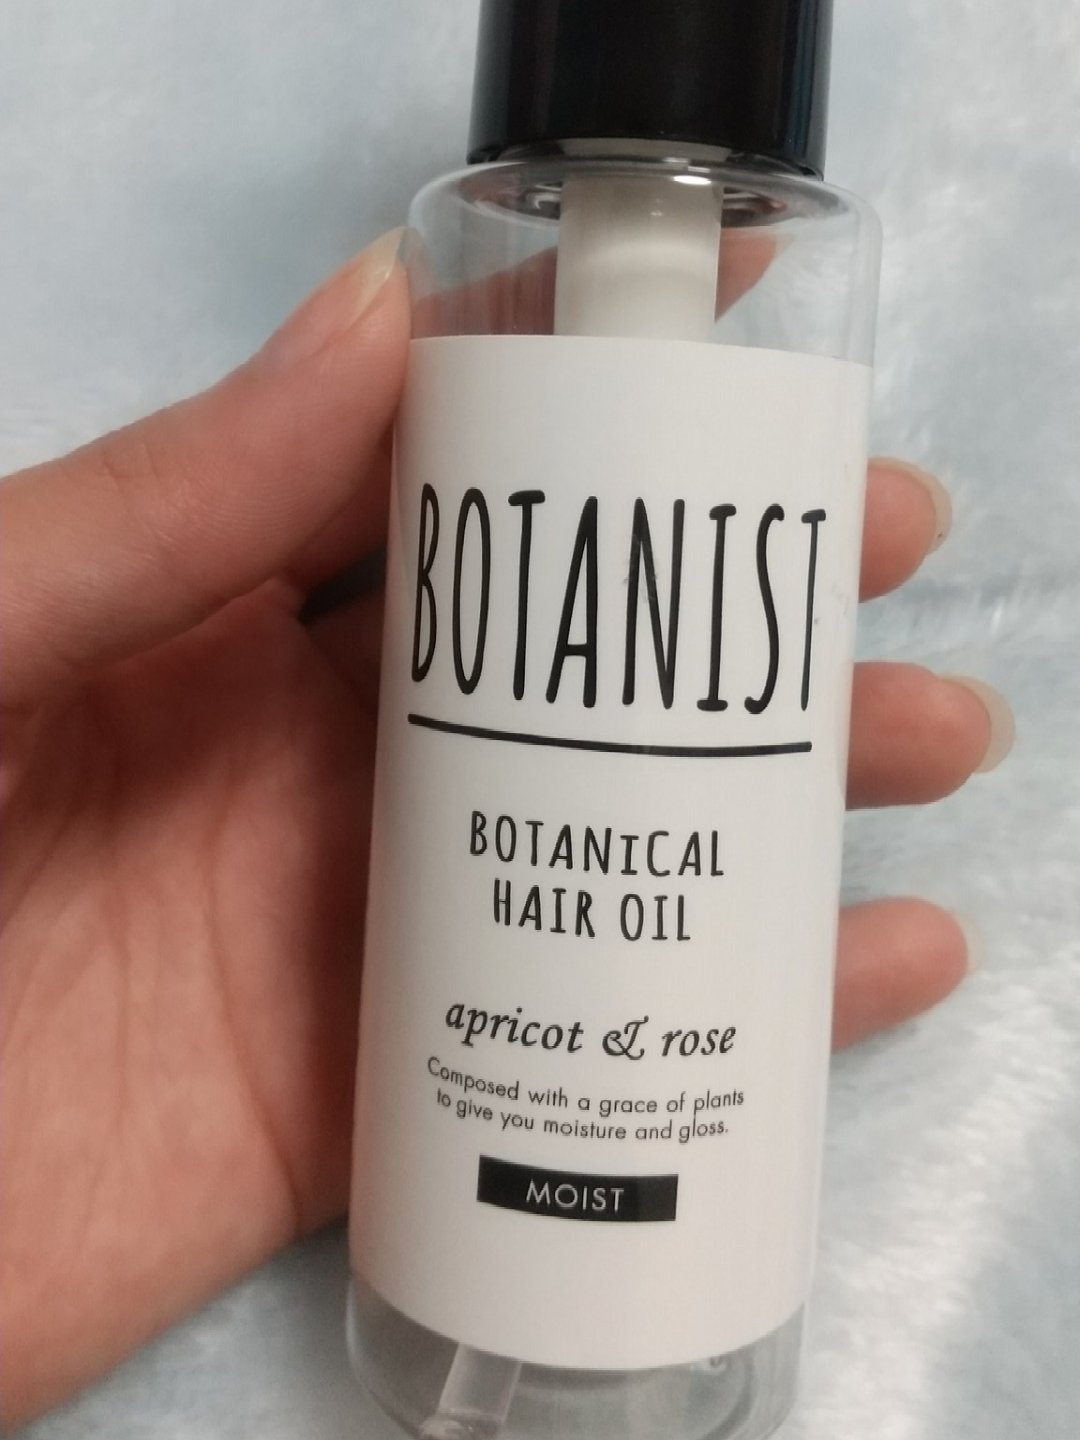 BOTANIST
BOTANICAL
HAIR OIL
apricot & rose
Composed with a grace of plants
to give you moisture and gloss.
MOIST